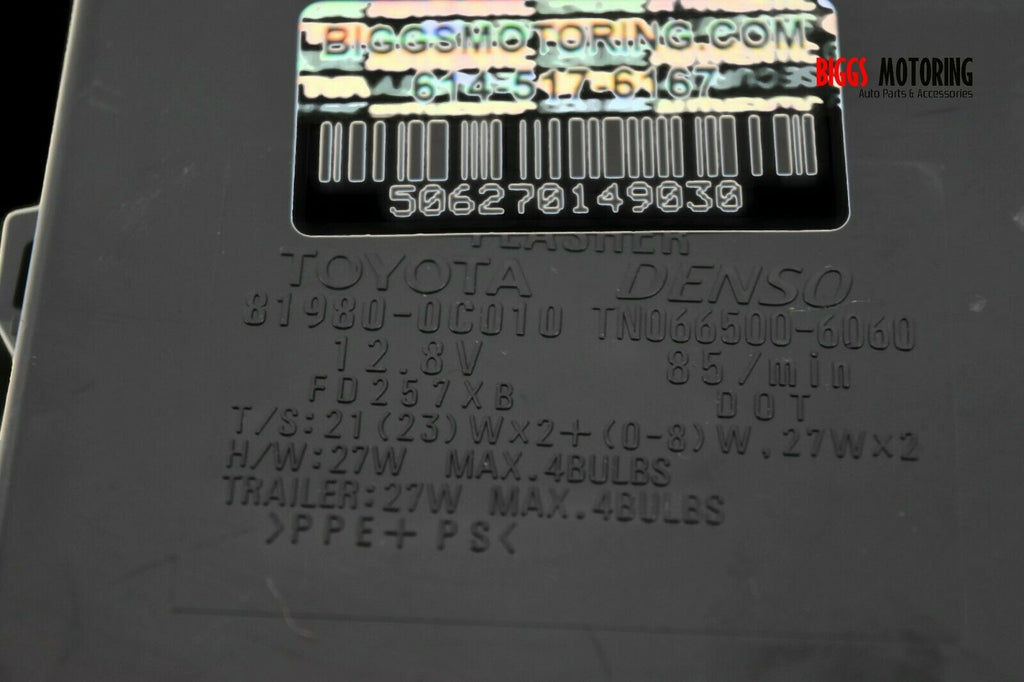 BIGGSMOTORING.COM
614-517-6167
506270149030
BIGGS MOTORING
Auto Parts & Accessories
FLASHER
TOYOTA DENSO
81980-0C010 TN066500-6060
12.8V 85/min
FD257XB DOT
T/S:21(23)W×2+(0-8)W,27W×2
H/W:27W MAX.4BULBS
TRAILER:27W MAX.4BULBS
>PPE+PS<